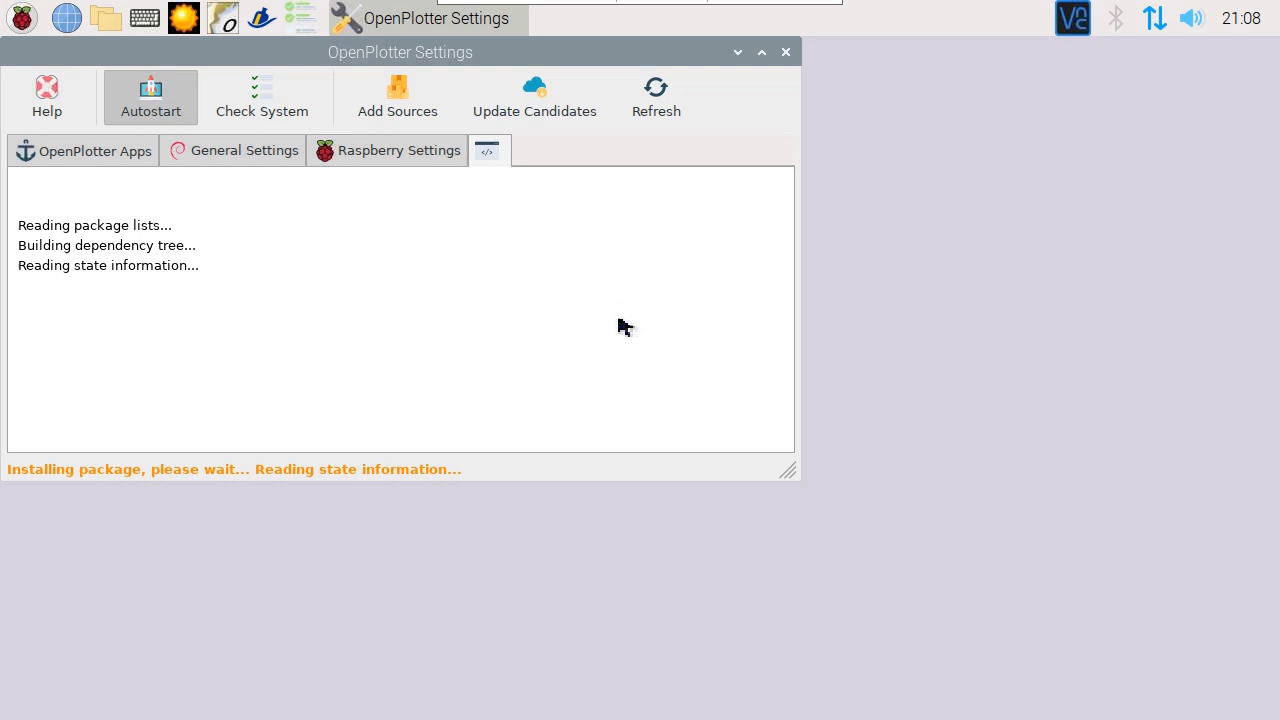 OpenPlotter Settings
21:08
OpenPlotter Settings
Help
Autostart
Check System
Add Sources
Update Candidates
Refresh
OpenPlotter Apps
General Settings
Raspberry Settings
</>
Reading package lists...
Building dependency tree...
Reading state information...
Installing package, please wait... Reading state information...